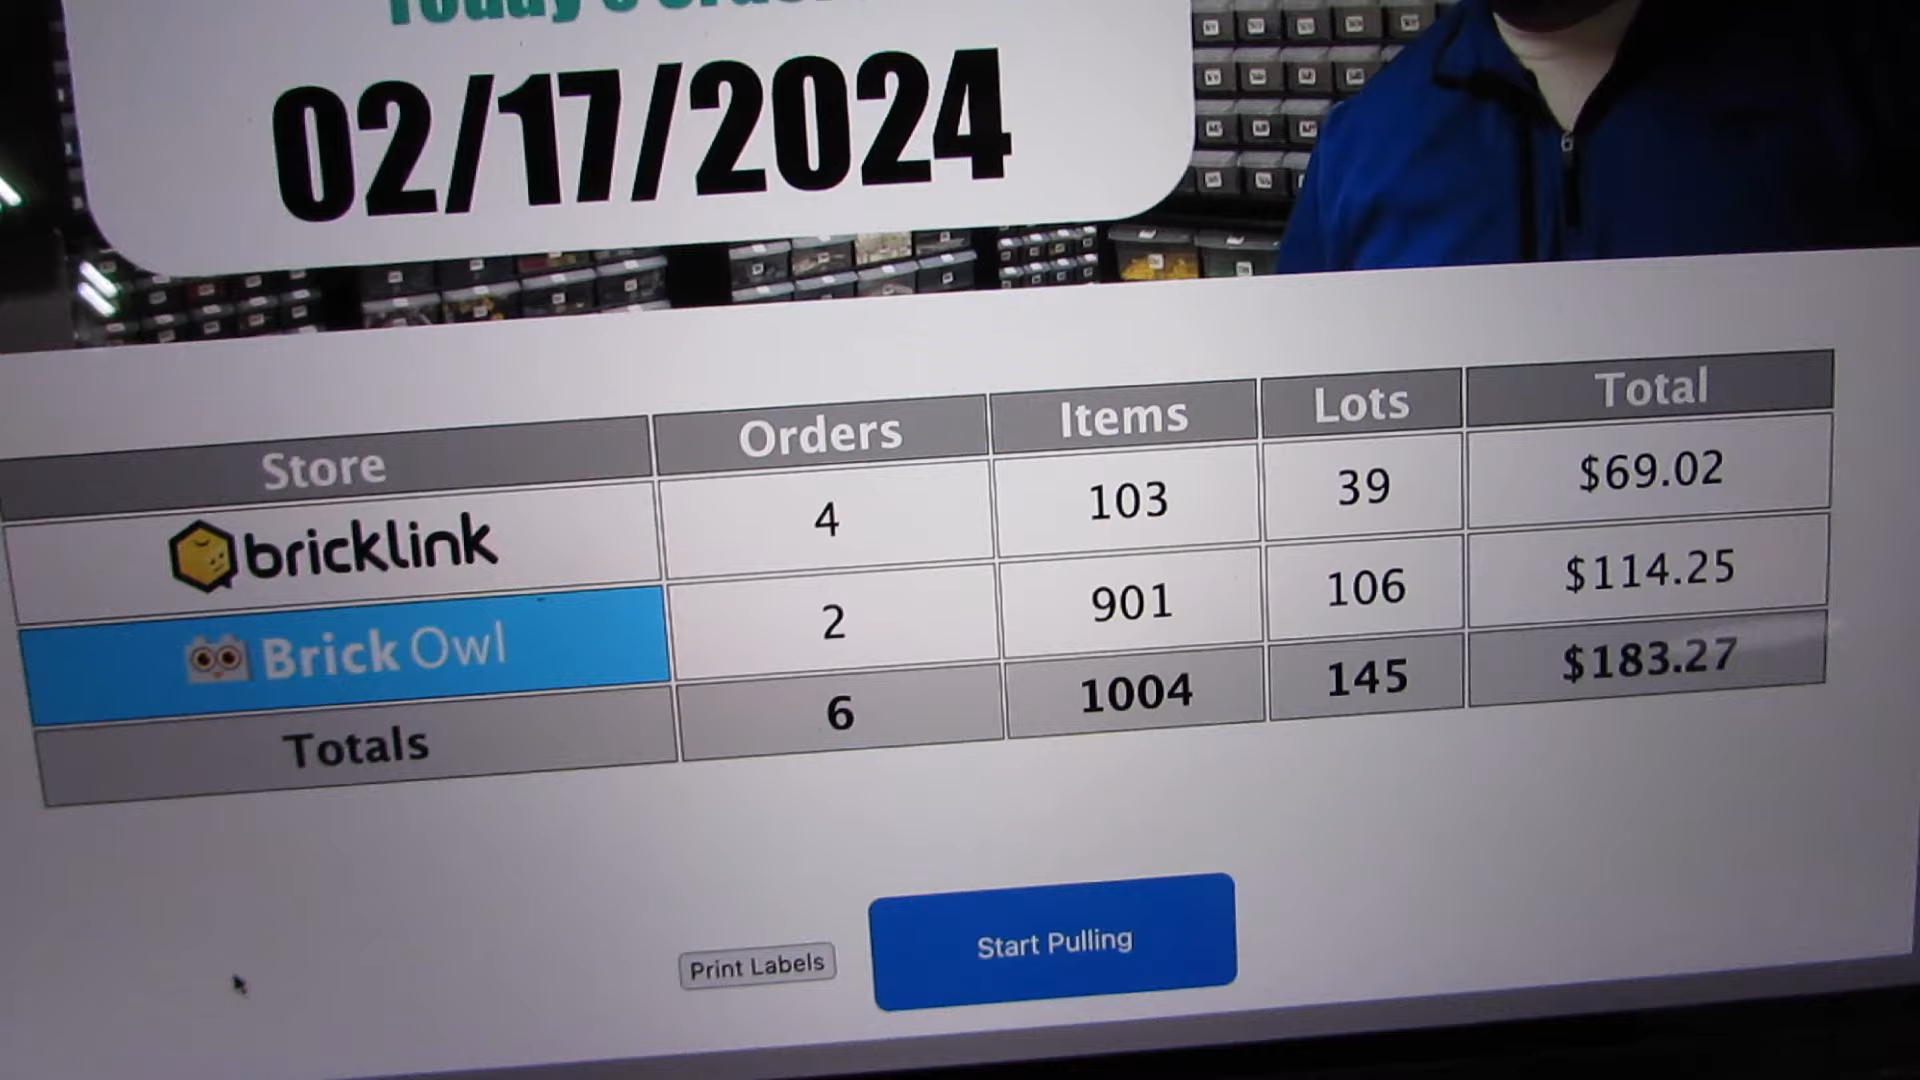 02/17/2024
Store Orders Items Lots Total
bricklink 4 103 39 $69.02
Brick Owl 2 901 106 $114.25
Totals 6 1004 145 $183.27
Print Labels Start Pulling